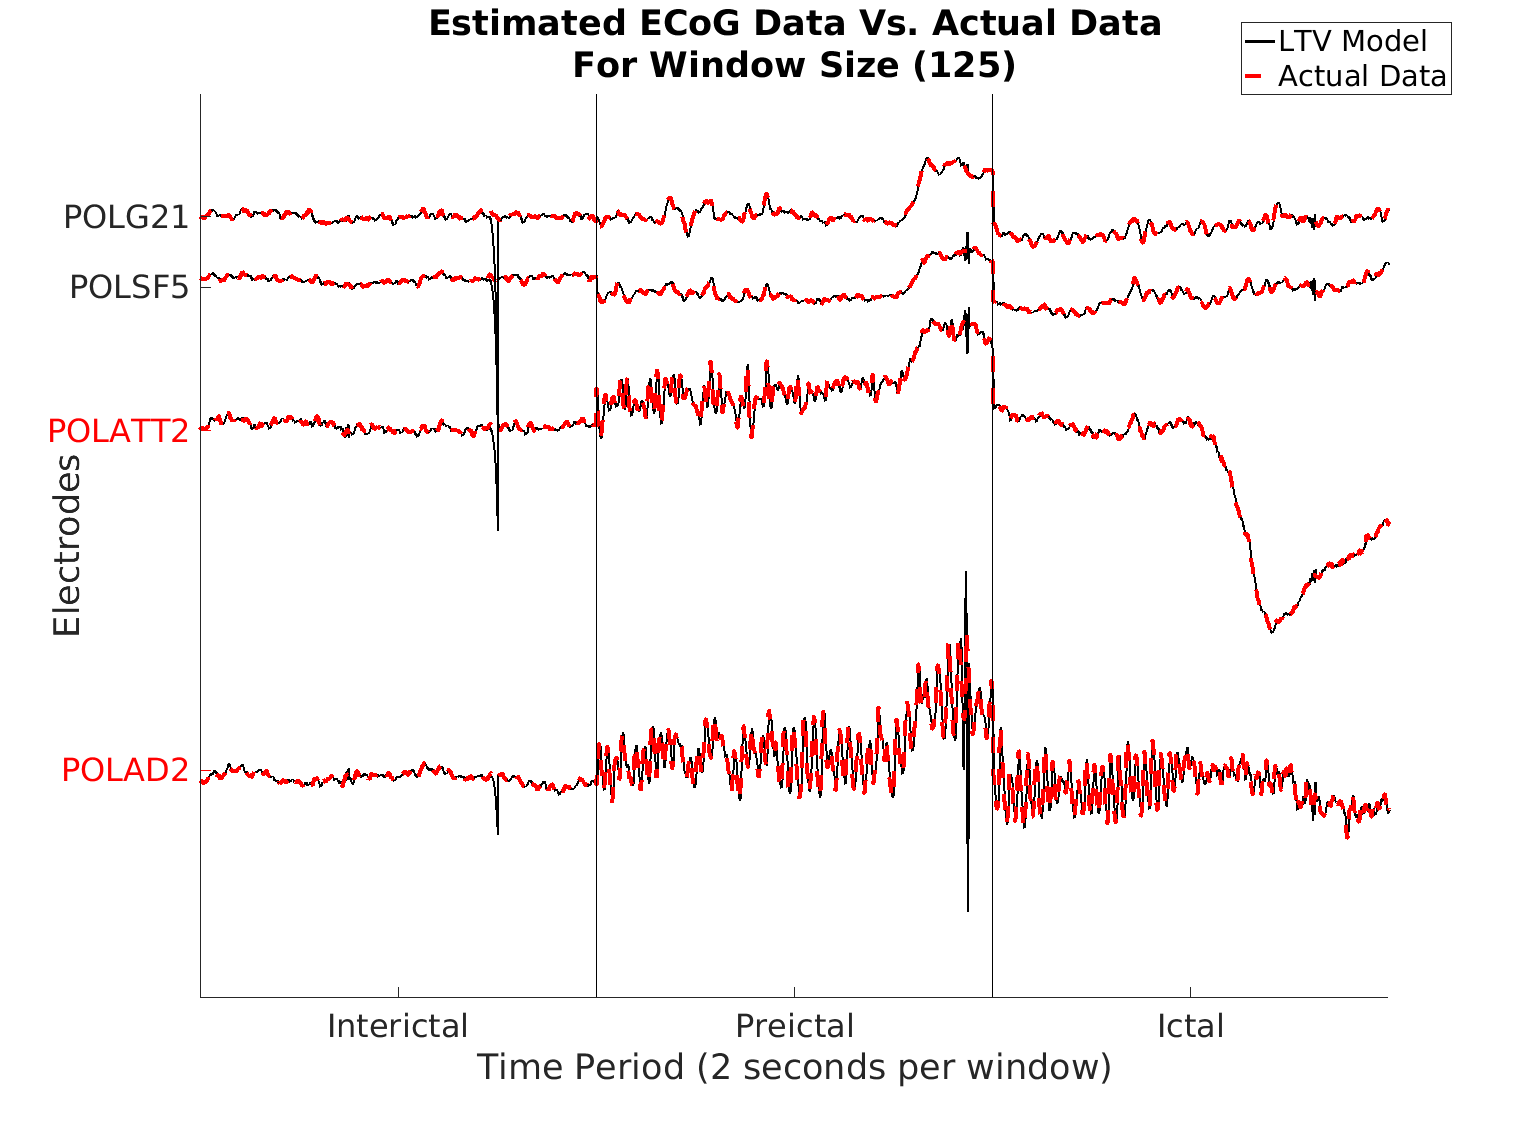 Estimated ECoG Data Vs. Actual Data
For Window Size (125)
LTV Model
Actual Data
POLG21
POLSF5
POLATT2
POLAD2
Electrodes
Interictal
Preictal
Ictal
Time Period (2 seconds per window)